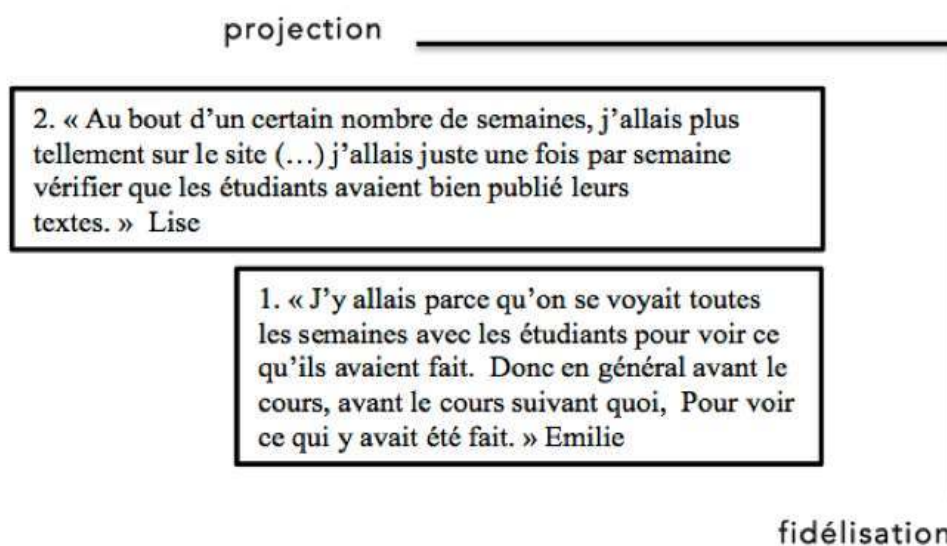 projection
2. « Au bout d’un certain nombre de semaines, j’allais plus
tellement sur le site (…) j’allais juste une fois par semaine
vérifier que les étudiants avaient bien publié leurs
textes. »  Lise
1. « J’y allais parce qu’on se voyait toutes
les semaines avec les étudiants pour voir ce
qu’ils avaient fait.  Donc en général avant le
cours, avant le cours suivant quoi,  Pour voir
ce qui y avait été fait. » Emilie
fidélisation